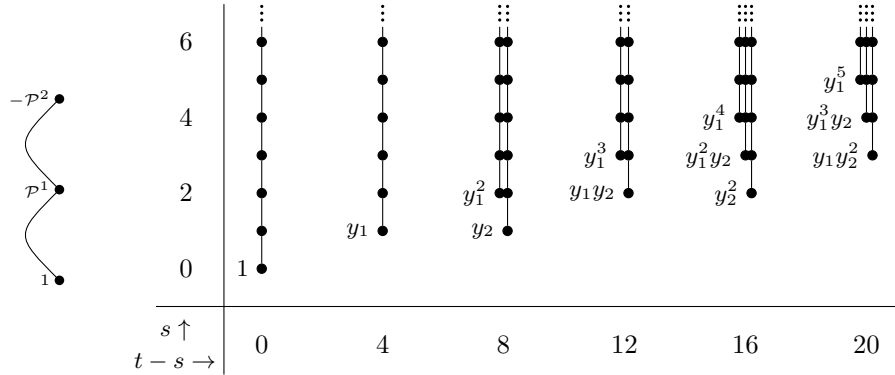 6
4
2
0
−𝒫²
𝒫¹
1
1
y₁
y₁²
y₂
y₁³
y₁y₂
y₁⁴
y₁²y₂
y₂²
y₁⁵
y₁³y₂
y₁y₂²
s ↑
t − s →
0 4 8 12 16 20